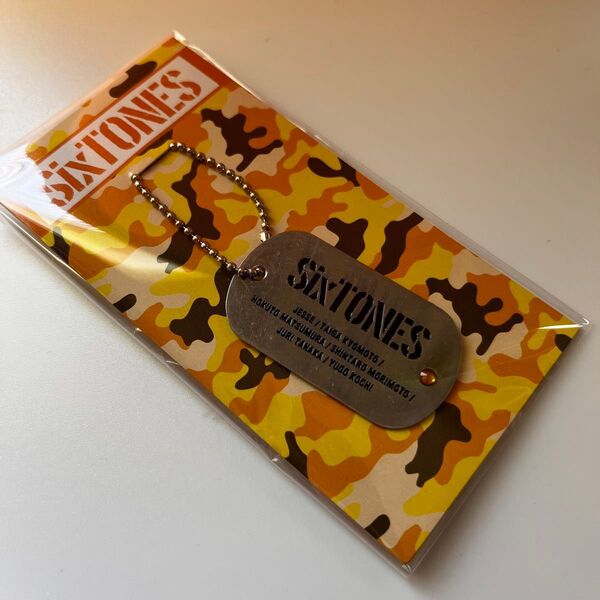 SixTONES
SixTONES
JESSE / TAIGA KYOMOTO /
HOKUTO MATSUMURA / SHINTARO MORIMOTO /
JURI TANAKA / YUGO KOCHI